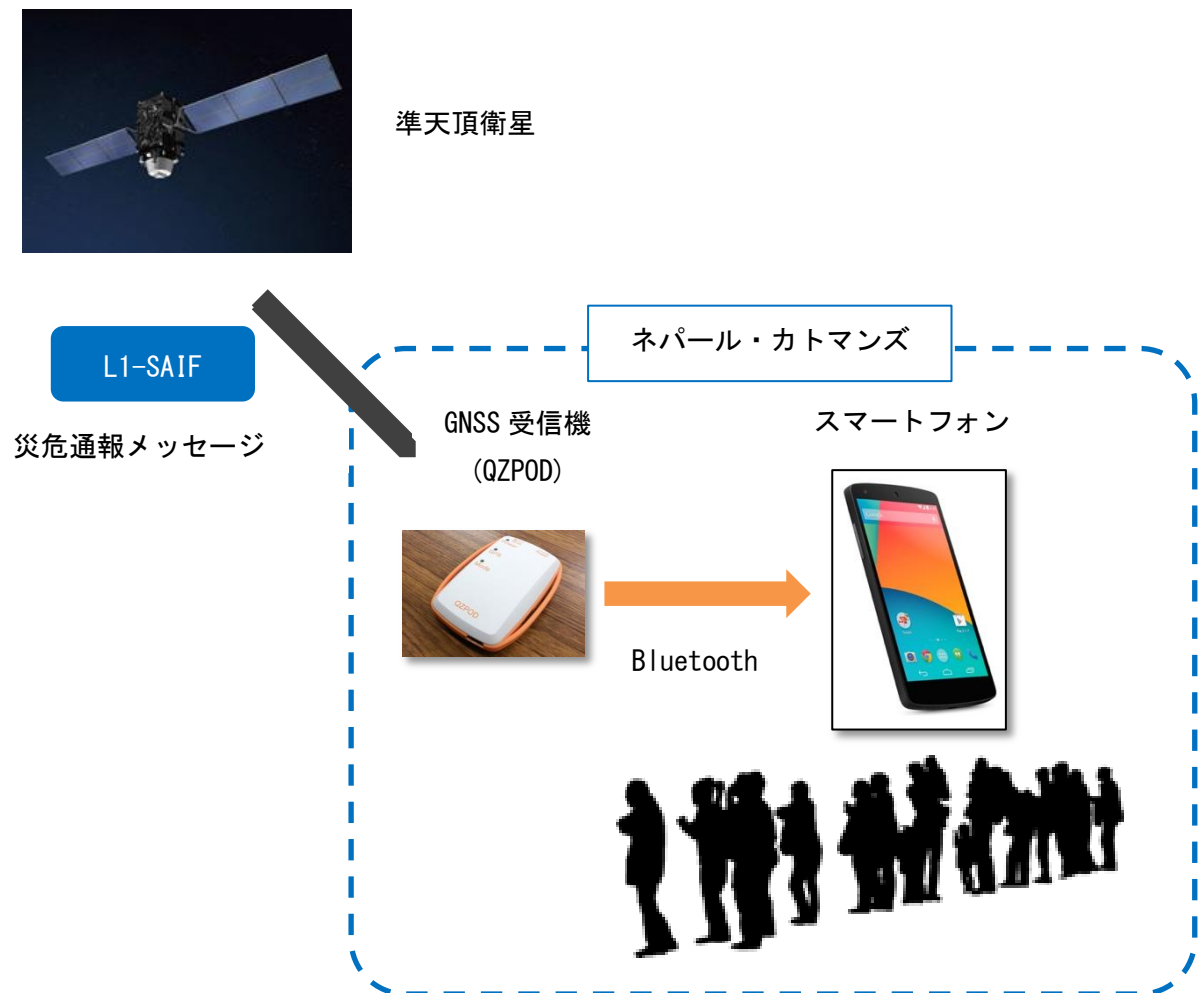 準天頂衛星
L1-SAIF
災危通報メッセージ
ネパール・カトマンズ
GNSS 受信機
(QZPOD)
スマートフォン
QZPOD
Bluetooth